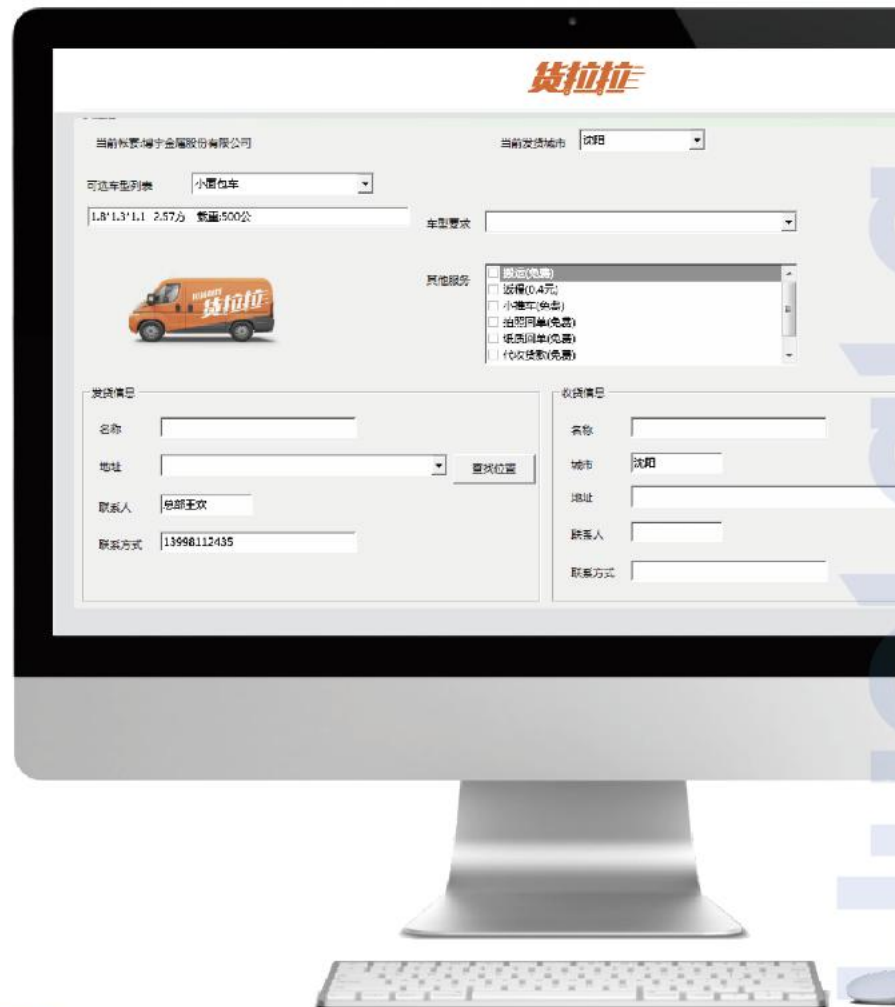 货拉拉
当前发货城市 沈阳
可选车型列表 小面包车
1.8*1.3*1.1 2.57方 载重:500公
车型要求
货拉拉
其他服务
搬运(免费)
返程(0.4元)
小推车(免费)
拍照回单(免费)
纸质回单(免费)
代收货款(免费)
发货信息
名称
地址
查找位置
联系人 总部王欢
联系方式 13998112435
收货信息
名称
城市 沈阳
地址
联系人
联系方式